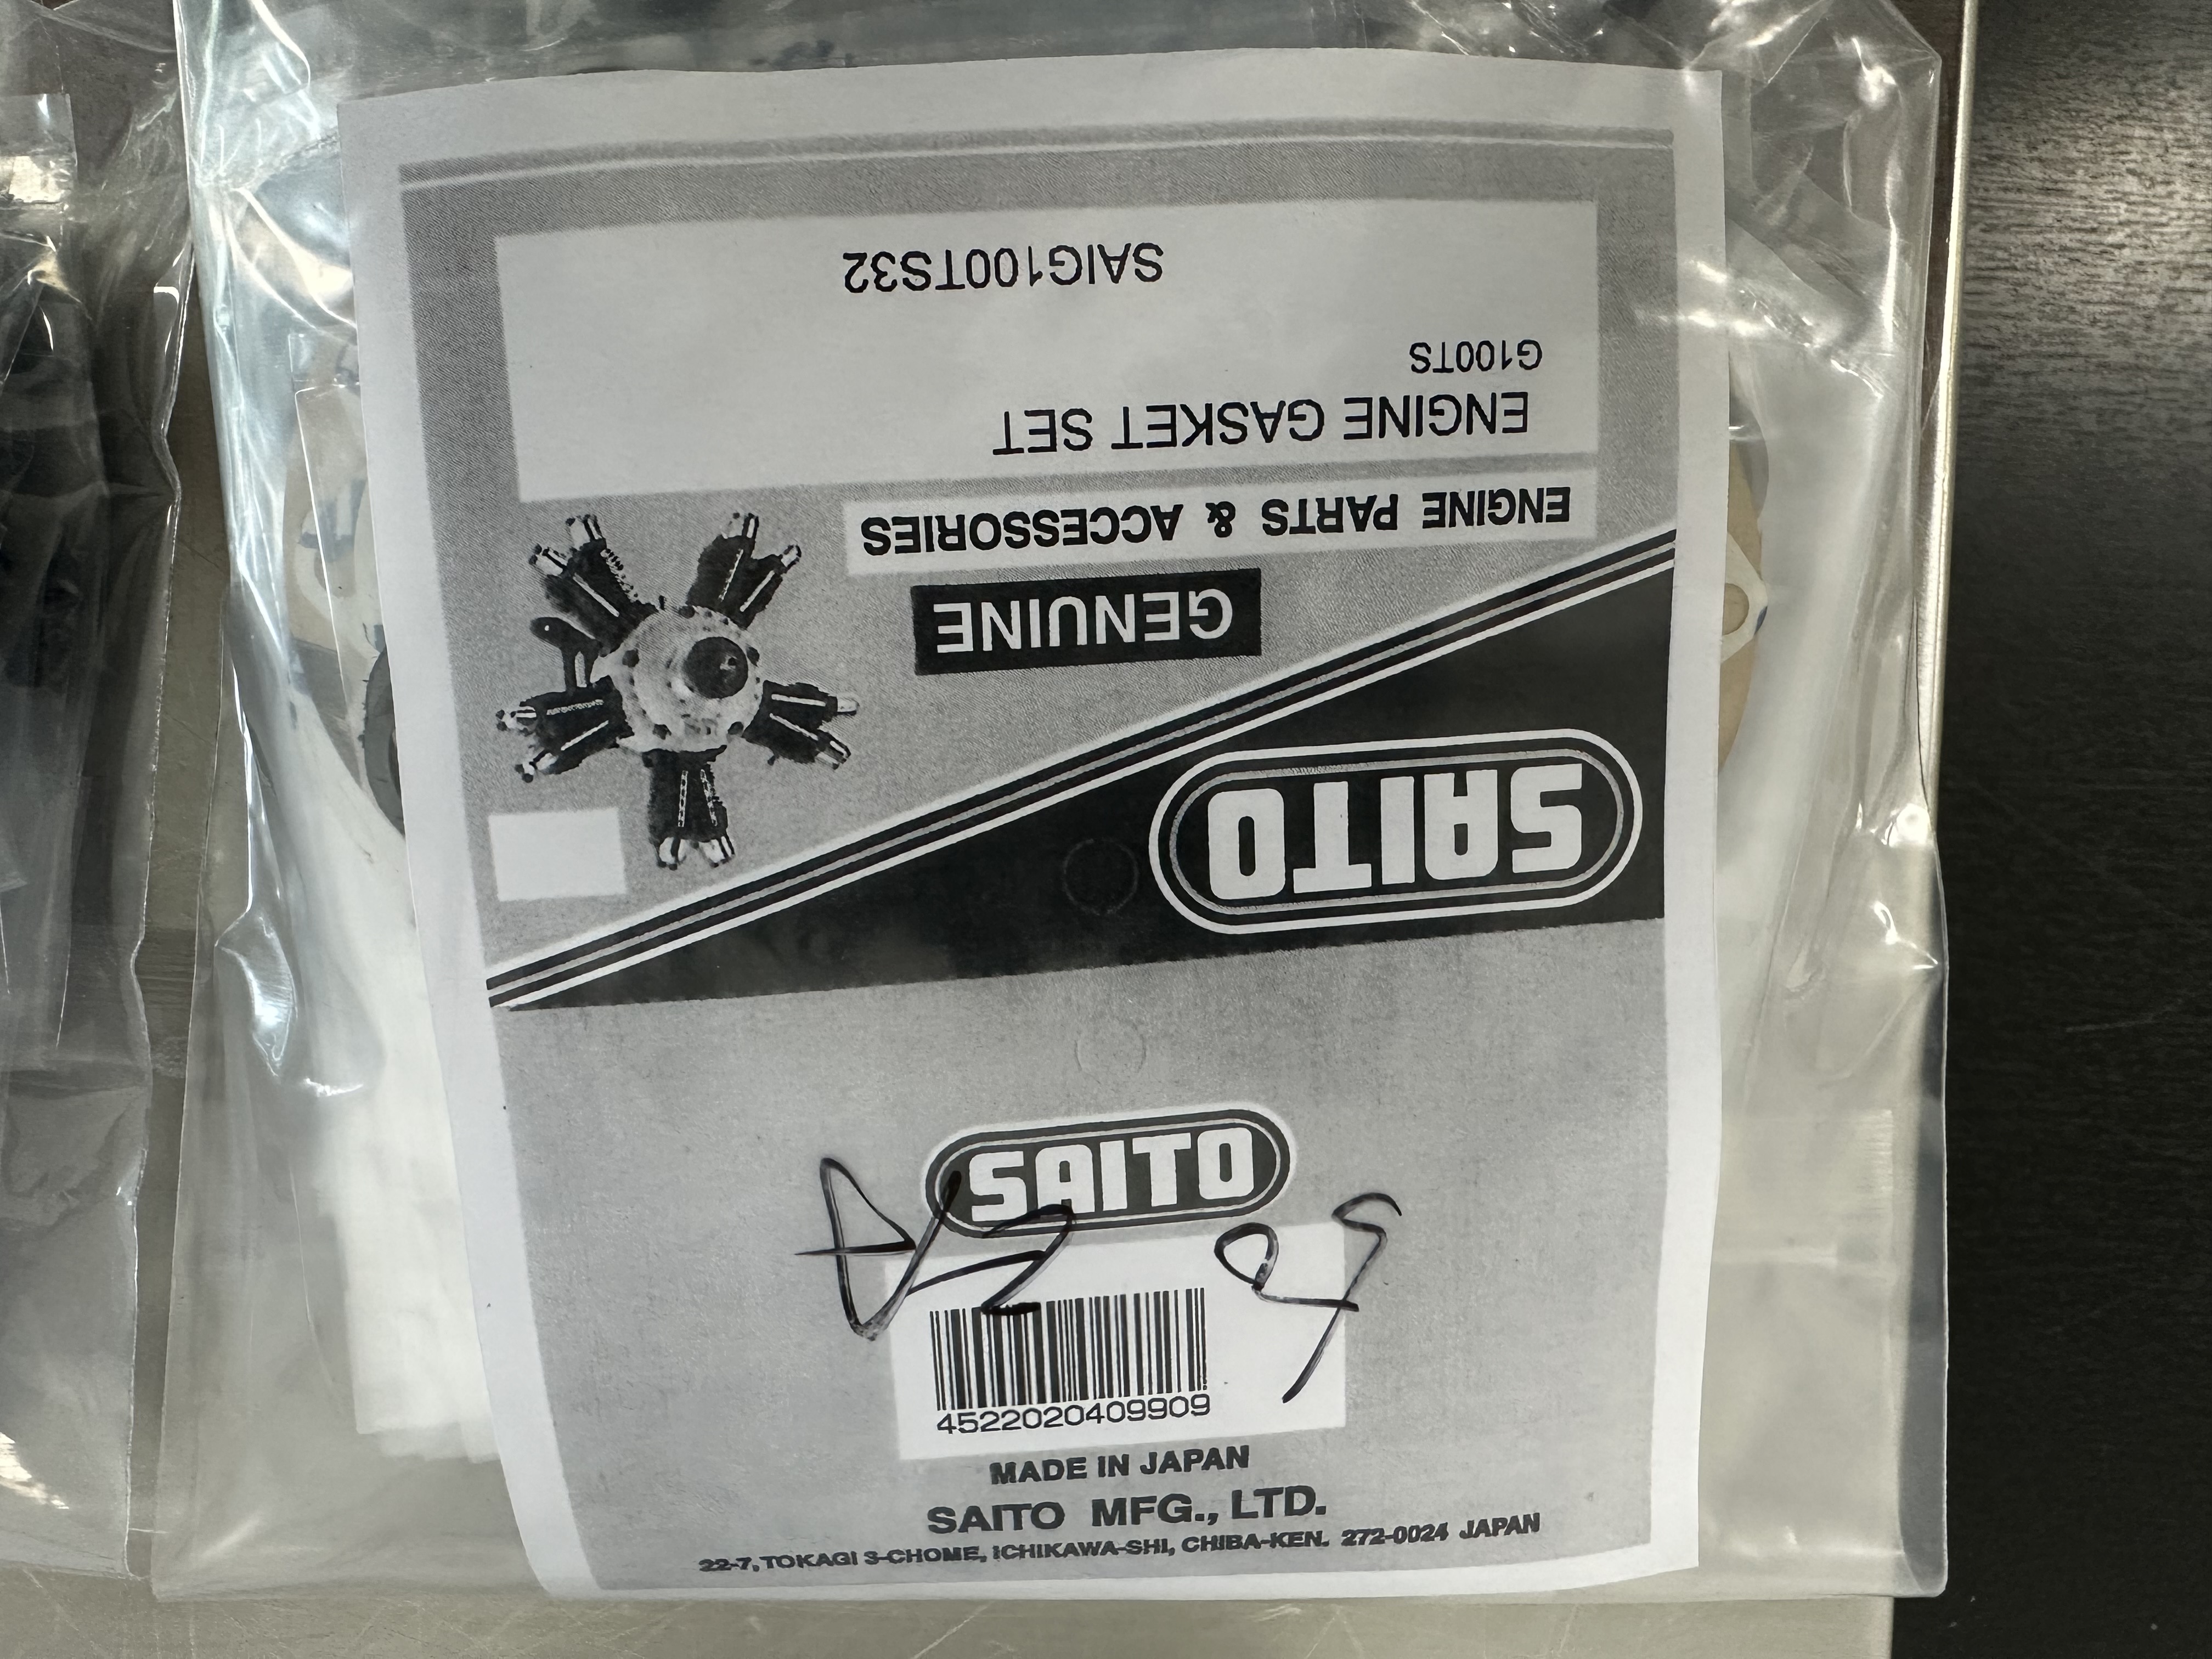 SAIG100TS32
G100TS
ENGINE GASKET SET
ENGINE PARTS & ACCESSORIES
GENUINE
SAITO
SAITO
4522020409909
MADE IN JAPAN
SAITO MFG., LTD.
22-7, TOKAGI 3-CHOME, ICHIKAWA-SHI, CHIBA-KEN. 272-0024 JAPAN